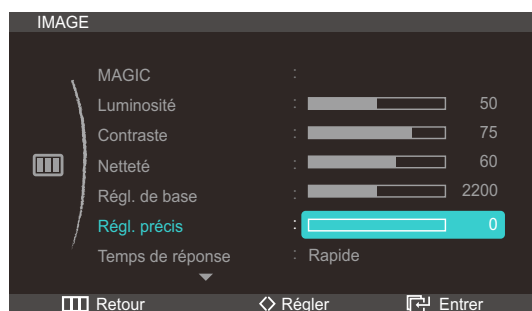 IMAGE
MAGIC :
Luminosité : 50
Contraste : 75
Netteté : 60
Régl. de base : 2200
Régl. précis : 0
Temps de réponse : Rapide
Retour Régler Entrer